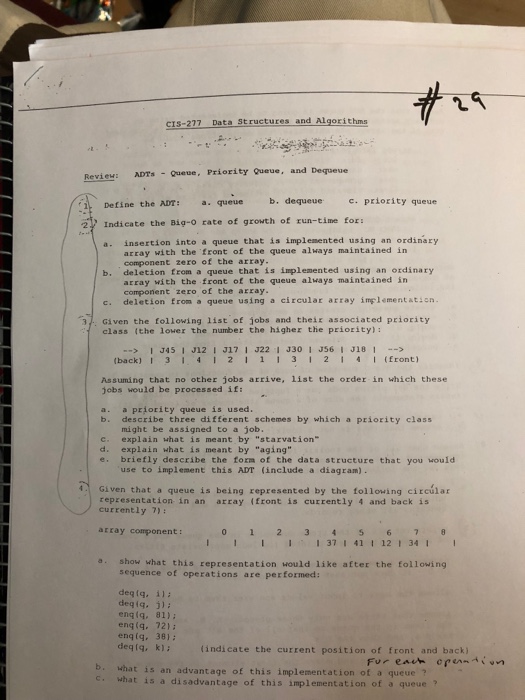 # 29
CIS-277 Data Structures and Algorithms
Review: ADTs - Queue, Priority Queue, and Dequeue
1. Define the ADT: a. queue b. dequeue c. priority queue
2. Indicate the Big-O rate of growth of run-time for:
a. insertion into a queue that is implemented using an ordinary
array with the front of the queue always maintained in
component zero of the array.
b. deletion from a queue that is implemented using an ordinary
array with the front of the queue always maintained in
component zero of the array.
c. deletion from a queue using a circular array implementation.
3. Given the following list of jobs and their associated priority
class (the lower the number the higher the priority):
--> | J45 | J12 | J17 | J22 | J30 | J56 | J18 | -->
(back) | 3 | 4 | 2 | 1 | 3 | 2 | 4 | (front)
Assuming that no other jobs arrive, list the order in which these
jobs would be processed if:
a. a priority queue is used.
b. describe three different schemes by which a priority class
might be assigned to a job.
c. explain what is meant by "starvation"
d. explain what is meant by "aging"
e. briefly describe the form of the data structure that you would
use to implement this ADT (include a diagram).
4. Given that a queue is being represented by the following circular
representation in an array (front is currently 4 and back is
currently 7):
array component: 0 1 2 3 4 5 6 7 8
| | | | | 37 | 41 | 12 | 34 | |
a. show what this representation would like after the following
sequence of operations are performed:
deq(q, i);
deq(q, j);
enq(q, 81);
enq(q, 72);
enq(q, 38);
deq(q, k); (indicate the current position of front and back)
For each operation
b. what is an advantage of this implementation of a queue ?
c. what is a disadvantage of this implementation of a queue ?